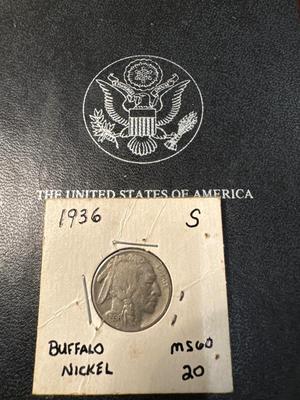 THE UNITED STATES OF AMERICA
1936 S
BUFFALO MS60
NICKEL 20